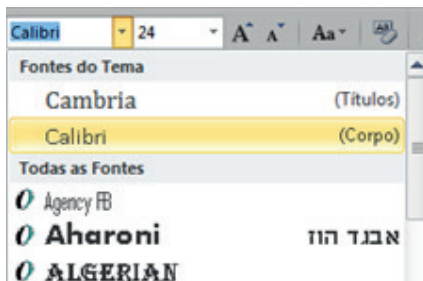 Calibri 24 A A Aa
Fontes do Tema
Cambria (Títulos)
Calibri (Corpo)
Todas as Fontes
O Agency FB
O Aharoni אבגד הוז
O ALGERIAN